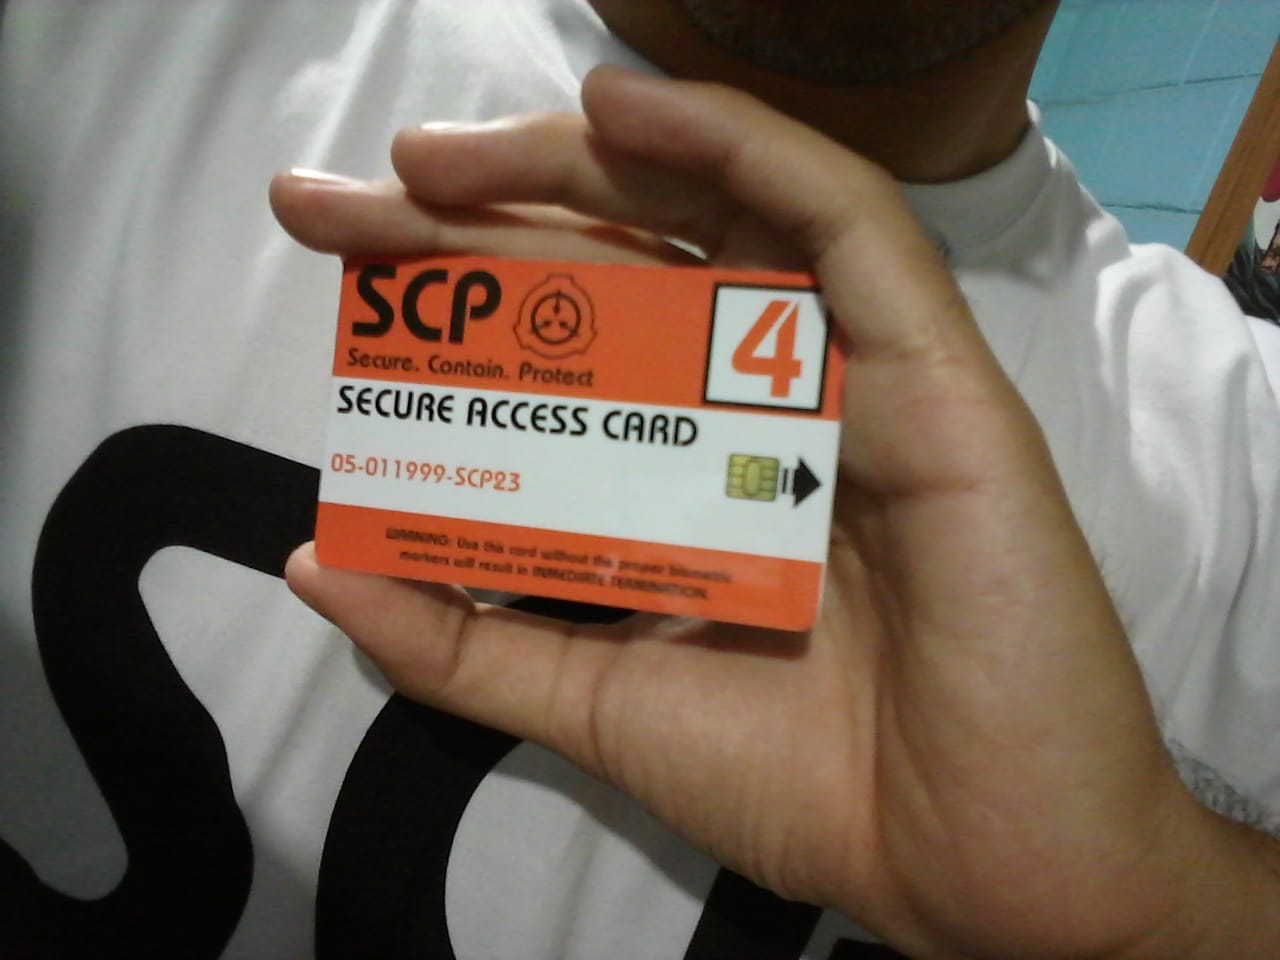 SCP
Secure. Contain. Protect
4
SECURE ACCESS CARD
05-011999-SCP23
WARNING: Use this card without the proper biometric
markers will result in INMEDIATE TERMINATION.